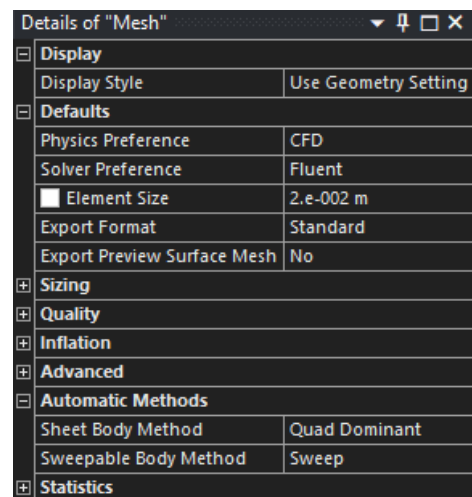 Details of "Mesh"
Display
Display Style Use Geometry Setting
Defaults
Physics Preference CFD
Solver Preference Fluent
Element Size 2.e-002 m
Export Format Standard
Export Preview Surface Mesh No
Sizing
Quality
Inflation
Advanced
Automatic Methods
Sheet Body Method Quad Dominant
Sweepable Body Method Sweep
Statistics